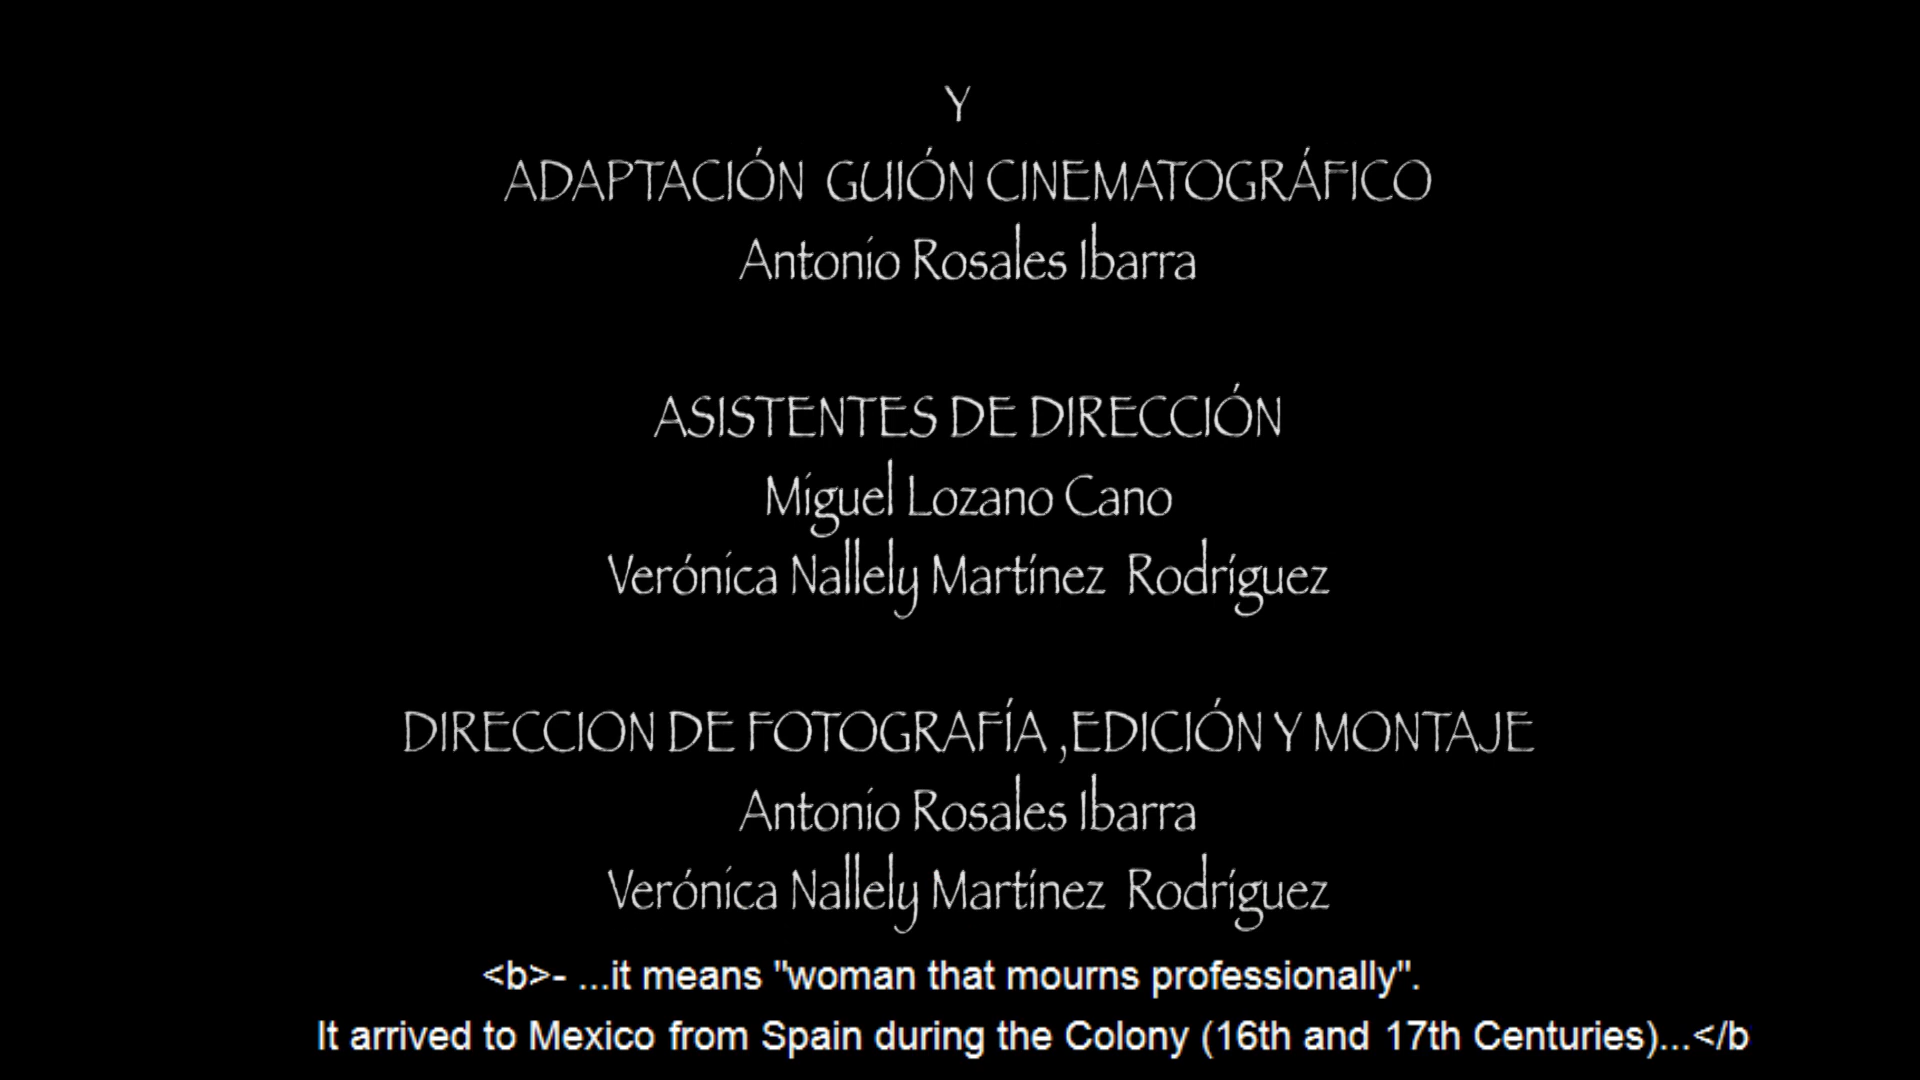 Y
ADAPTACIÓN GUIÓN CINEMATOGRÁFICO
Antonio Rosales Ibarra
ASISTENTES DE DIRECCIÓN
Miguel Lozano Cano
Verónica Nallely Martínez Rodríguez
DIRECCION DE FOTOGRAFÍA ,EDICIÓN Y MONTAJE
Antonio Rosales Ibarra
Verónica Nallely Martínez Rodríguez
<b>- ...it means "woman that mourns professionally".
It arrived to Mexico from Spain during the Colony (16th and 17th Centuries)...</b